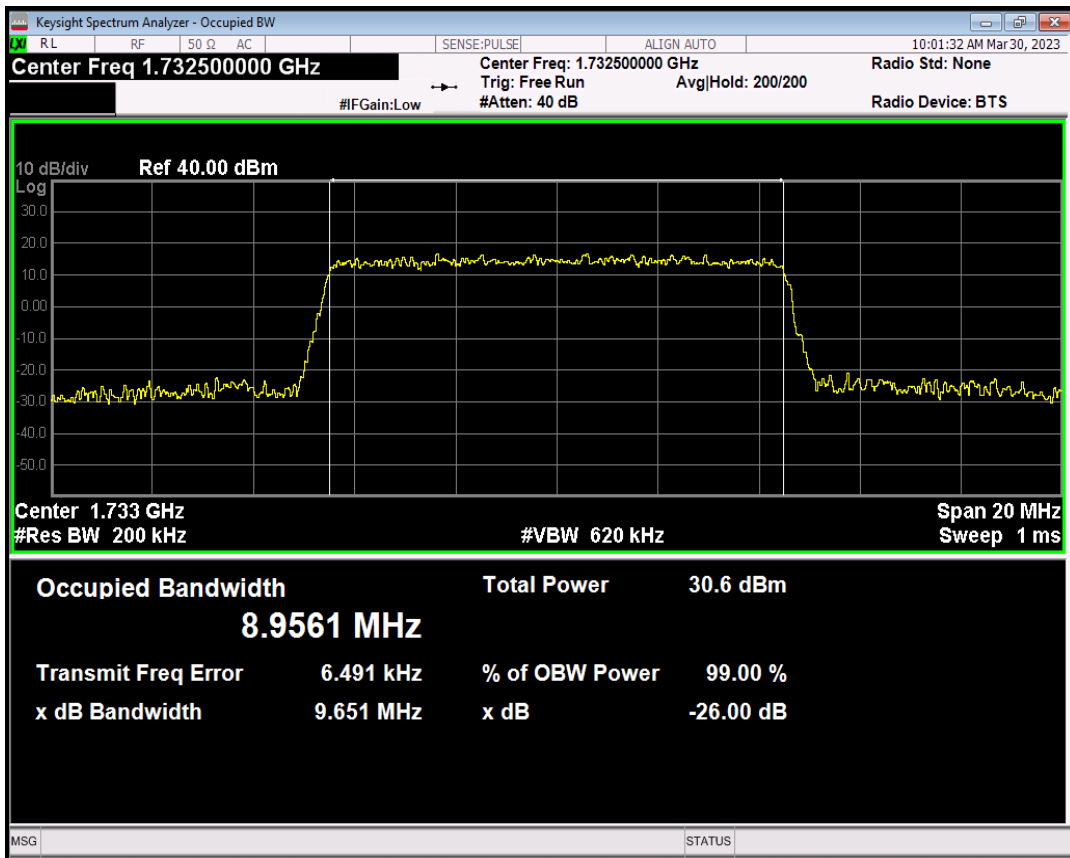 Keysight Spectrum Analyzer - Occupied BW
LXI RL RF 50 Ω AC SENSE:PULSE ALIGN AUTO 10:01:32 AM Mar 30, 2023
Center Freq 1.732500000 GHz Center Freq: 1.732500000 GHz Radio Std: None
Trig: Free Run Avg|Hold: 200/200
#IFGain:Low #Atten: 40 dB Radio Device: BTS
10 dB/div Ref 40.00 dBm
Log
30.0
20.0
10.0
0.00
-10.0
-20.0
-30.0
-40.0
-50.0
Center 1.733 GHz Span 20 MHz
#Res BW 200 kHz #VBW 620 kHz Sweep 1 ms
Occupied Bandwidth Total Power 30.6 dBm
8.9561 MHz
Transmit Freq Error 6.491 kHz % of OBW Power 99.00 %
x dB Bandwidth 9.651 MHz x dB -26.00 dB
MSG STATUS